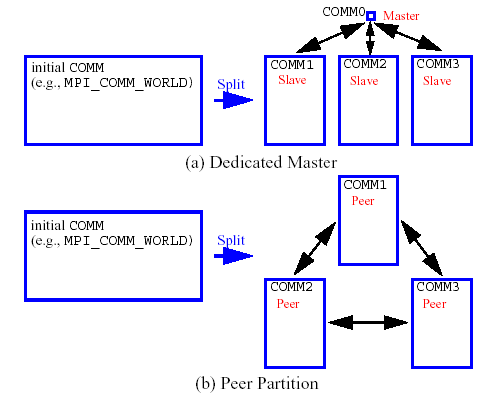 COMM0 Master
initial COMM
(e.g., MPI_COMM_WORLD)
Split
COMM1 COMM2 COMM3
Slave Slave Slave
(a) Dedicated Master
COMM1
Peer
initial COMM
(e.g., MPI_COMM_WORLD)
Split
COMM2 COMM3
Peer Peer
(b) Peer Partition